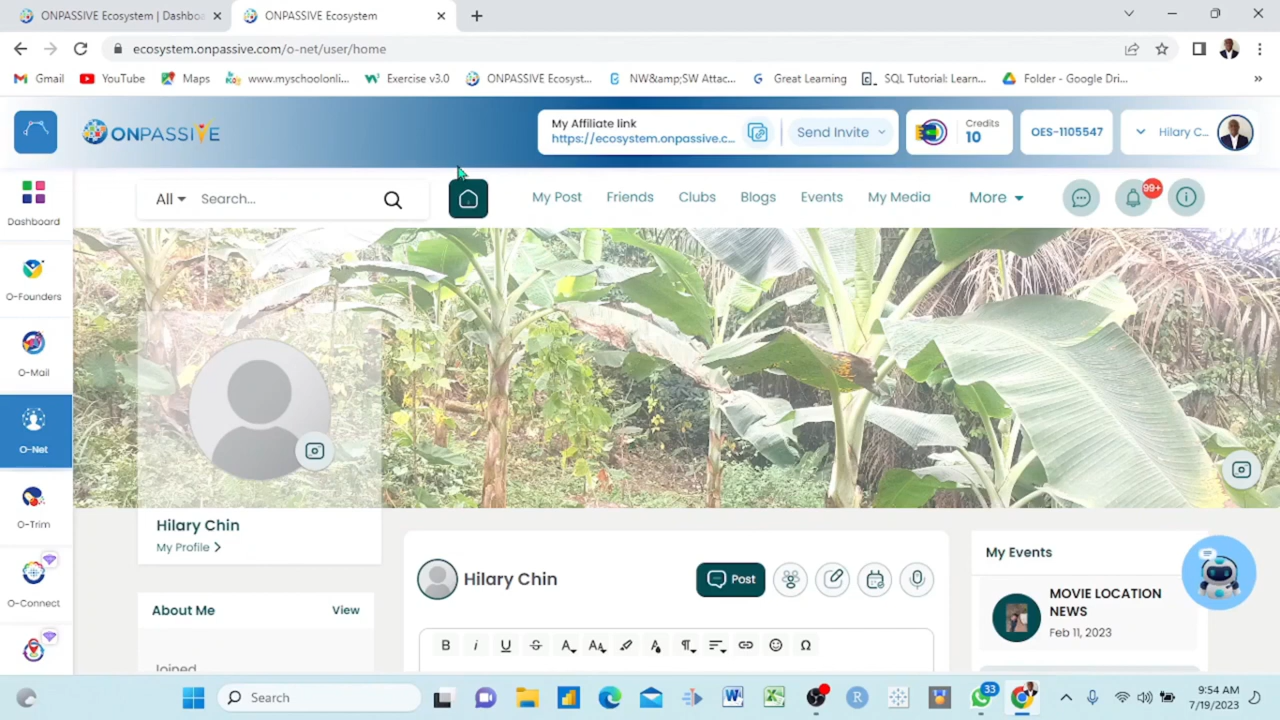 ONPASSIVE Ecosystem | Dashbo
ONPASSIVE Ecosystem
ecosystem.onpassive.com/o-net/user/home
Gmail
YouTube
Maps
www.myschoolonli...
Exercise v3.0
ONPASSIVE Ecosyst...
NW&SW Attac...
Great Learning
SQL Tutorial: Learn...
Folder - Google Dri...
»
ONPASSIVE
My Affiliate link
https://ecosystem.onpassive.c...
Send Invite
Credits
10
OES-1105547
Hilary C...
All
Search...
My Post
Friends
Clubs
Blogs
Events
My Media
More
99+
Dashboard
O-Founders
O-Mail
O-Net
O-Trim
O-Connect
Hilary Chin
My Profile >
About Me
View
Joined
Hilary Chin
Post
B i U S A AA A ¶ Ω
My Events
MOVIE LOCATION
NEWS
Feb 11, 2023
Search
33
9:54 AM
7/19/2023